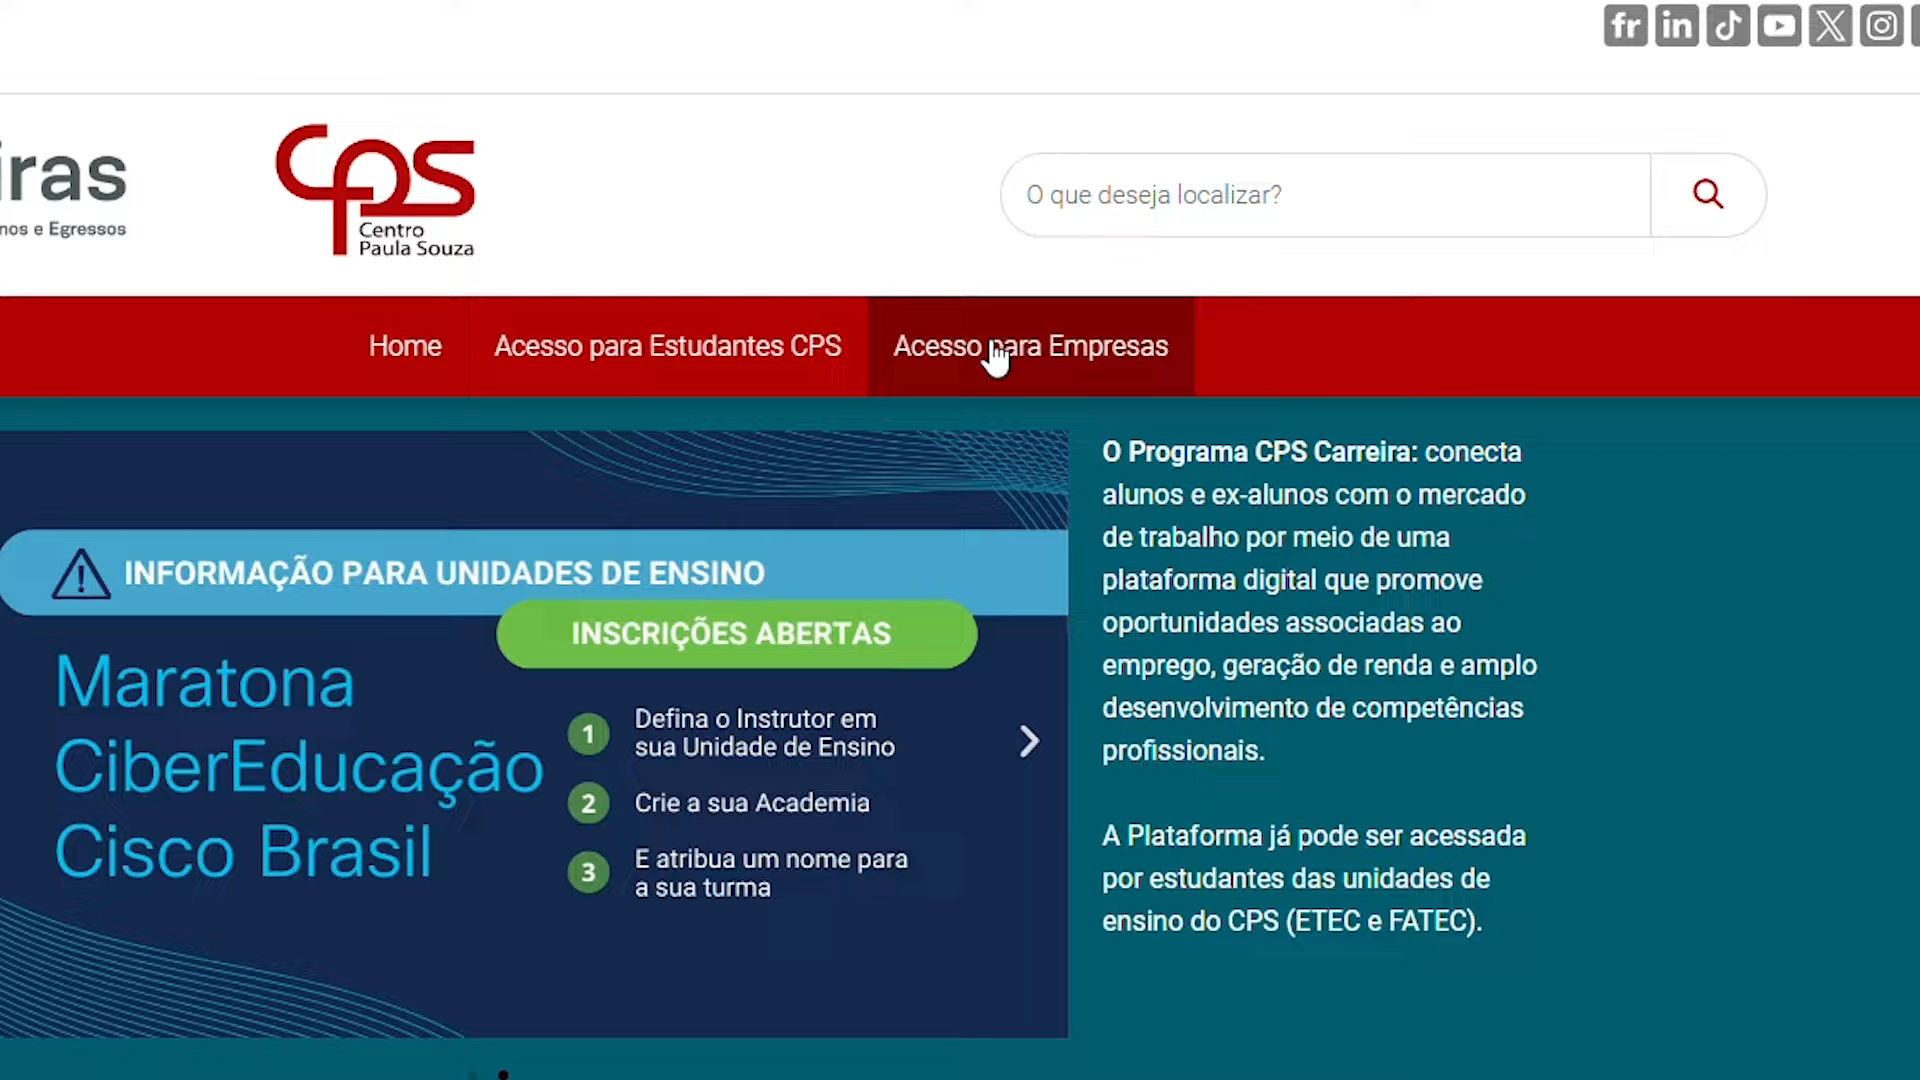 iras
nos e Egressos
CPS
Centro
Paula Souza
O que deseja localizar?
Home
Acesso para Estudantes CPS
Acesso para Empresas
INFORMAÇÃO PARA UNIDADES DE ENSINO
INSCRIÇÕES ABERTAS
Maratona
CiberEducação
Cisco Brasil
1
Defina o Instrutor em
sua Unidade de Ensino
2
Crie a sua Academia
3
E atribua um nome para
a sua turma
O Programa CPS Carreira: conecta
alunos e ex-alunos com o mercado
de trabalho por meio de uma
plataforma digital que promove
oportunidades associadas ao
emprego, geração de renda e amplo
desenvolvimento de competências
profissionais.
A Plataforma já pode ser acessada
por estudantes das unidades de
ensino do CPS (ETEC e FATEC).